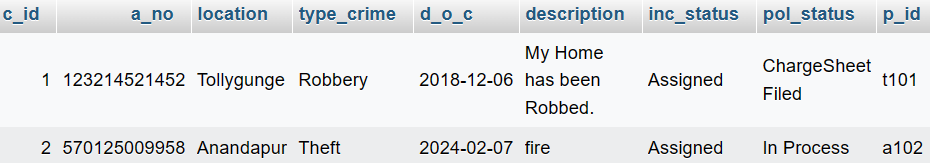 c_id a_no location type_crime d_o_c description inc_status pol_status p_id
1 123214521452 Tollygunge Robbery 2018-12-06 My Home has been Robbed. Assigned ChargeSheet Filed t101
2 570125009958 Anandapur Theft 2024-02-07 fire Assigned In Process a102